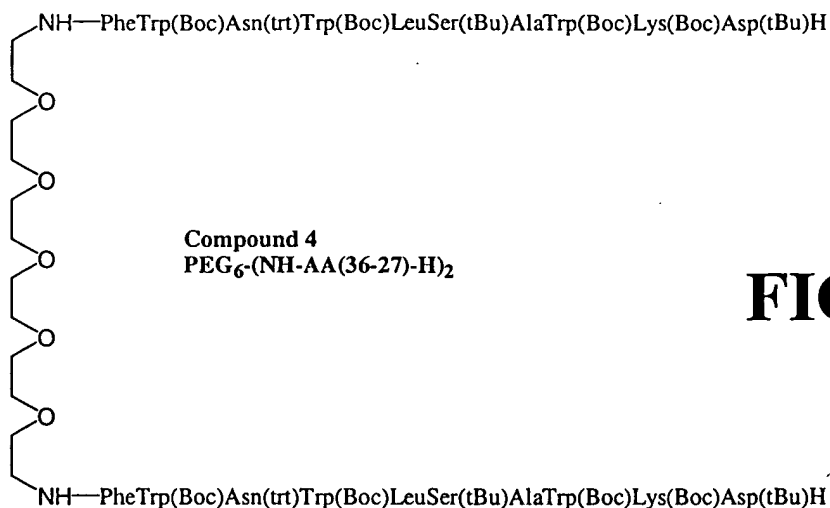 NH—PheTrp(Boc)Asn(trt)Trp(Boc)LeuSer(tBu)AlaTrp(Boc)Lys(Boc)Asp(tBu)H
O
O
O
Compound 4
PEG6-(NH-AA(36-27)-H)2
FIG
O
O
NH—PheTrp(Boc)Asn(trt)Trp(Boc)LeuSer(tBu)AlaTrp(Boc)Lys(Boc)Asp(tBu)H